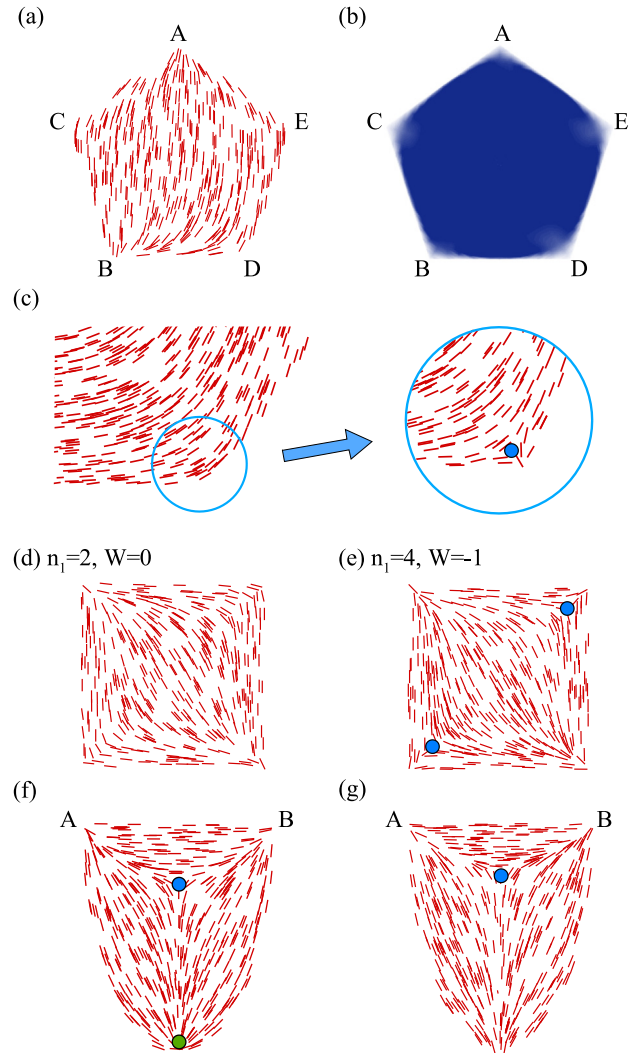 (a)
(b)
A
A
C
E
C
E
B
D
B
D
(c)
(d) n₁=2, W=0
(e) n₁=4, W=-1
(f)
(g)
A
B
A
B